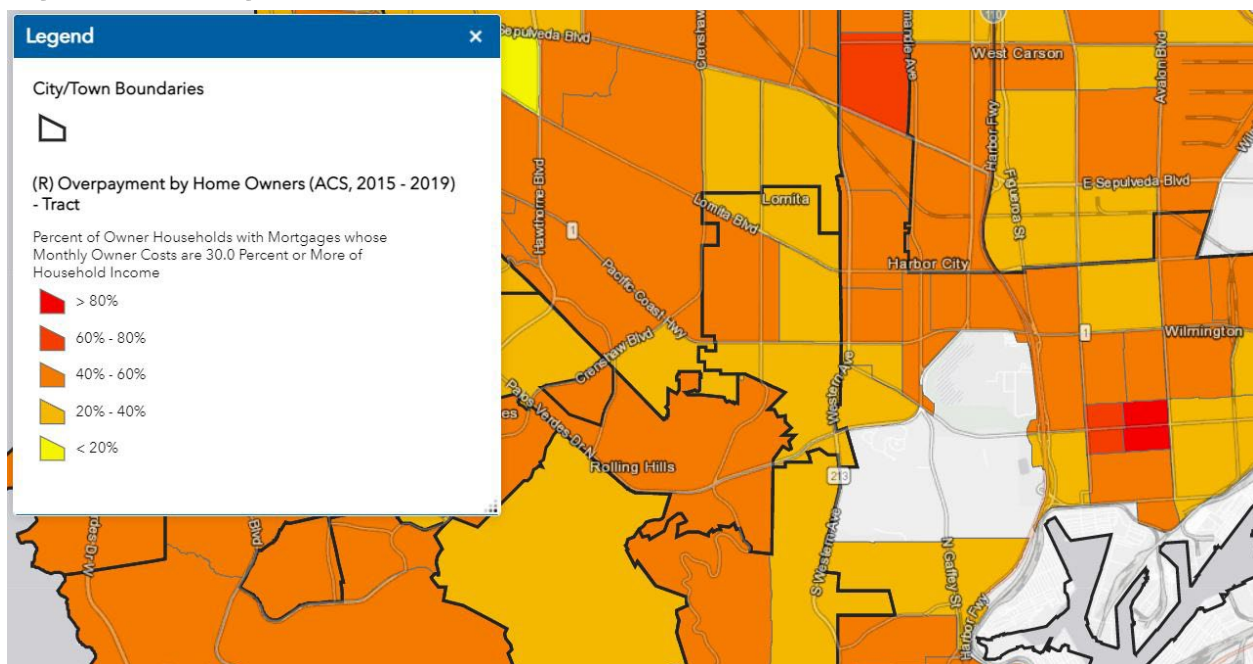 Legend
×
City/Town Boundaries
(R) Overpayment by Home Owners (ACS, 2015 - 2019)
- Tract
Percent of Owner Households with Mortgages whose
Monthly Owner Costs are 30.0 Percent or More of
Household Income
> 80%
60% - 80%
40% - 60%
20% - 40%
< 20%
Sepulveda Blvd
Crenshaw
110
West Carson
Harbor Fwy
Avalon Blvd
Hawthorne Blvd
1
Lomita Blvd
Lomita
Figueroa St
E Sepulveda Blvd
Pacific Coast Hwy
Harbor City
Crenshaw Blvd
Western Ave
1
Wilmington
Palos Verdes Dr N
Rolling Hills
213
S Western Ave
N Gaffey St
Harbor Fwy
Blvd